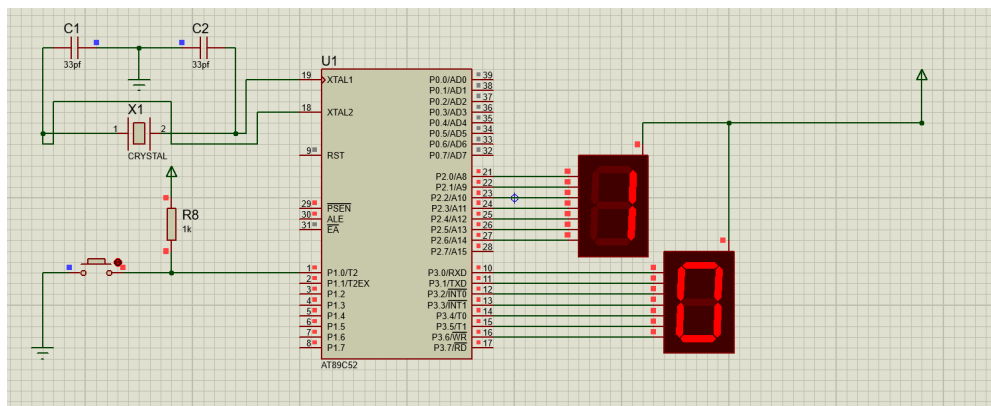 C1
C2
33pf
33pf
X1
1
2
CRYSTAL
R8
1k
U1
19 XTAL1
18 XTAL2
9 RST
29 PSEN
30 ALE
31 EA
1 P1.0/T2
2 P1.1/T2EX
3 P1.2
4 P1.3
5 P1.4
6 P1.5
7 P1.6
8 P1.7
P0.0/AD0 39
P0.1/AD1 38
P0.2/AD2 37
P0.3/AD3 36
P0.4/AD4 35
P0.5/AD5 34
P0.6/AD6 33
P0.7/AD7 32
P2.0/A8 21
P2.1/A9 22
P2.2/A10 23
P2.3/A11 24
P2.4/A12 25
P2.5/A13 26
P2.6/A14 27
P2.7/A15 28
P3.0/RXD 10
P3.1/TXD 11
P3.2/INT0 12
P3.3/INT1 13
P3.4/T0 14
P3.5/T1 15
P3.6/WR 16
P3.7/RD 17
AT89C52
1
0